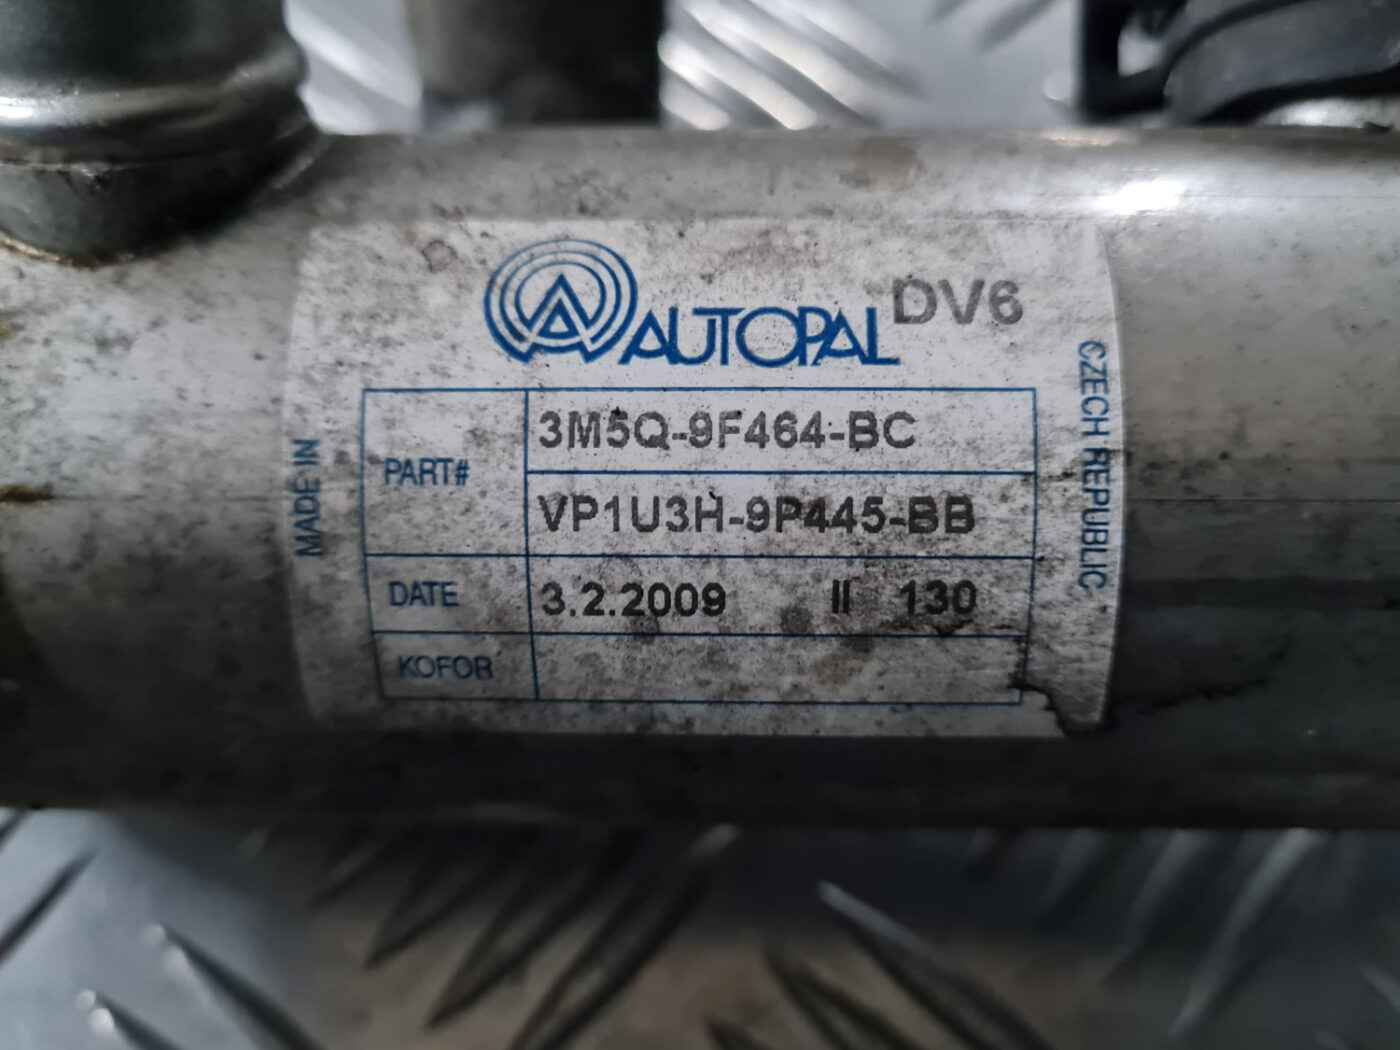 AUTOPAL DV6
MADE IN
PART#
3M5Q-9F464-BC
VP1U3H-9P445-BB
DATE 3.2.2009 II 130
KOFOR
CZECH REPUBLIC